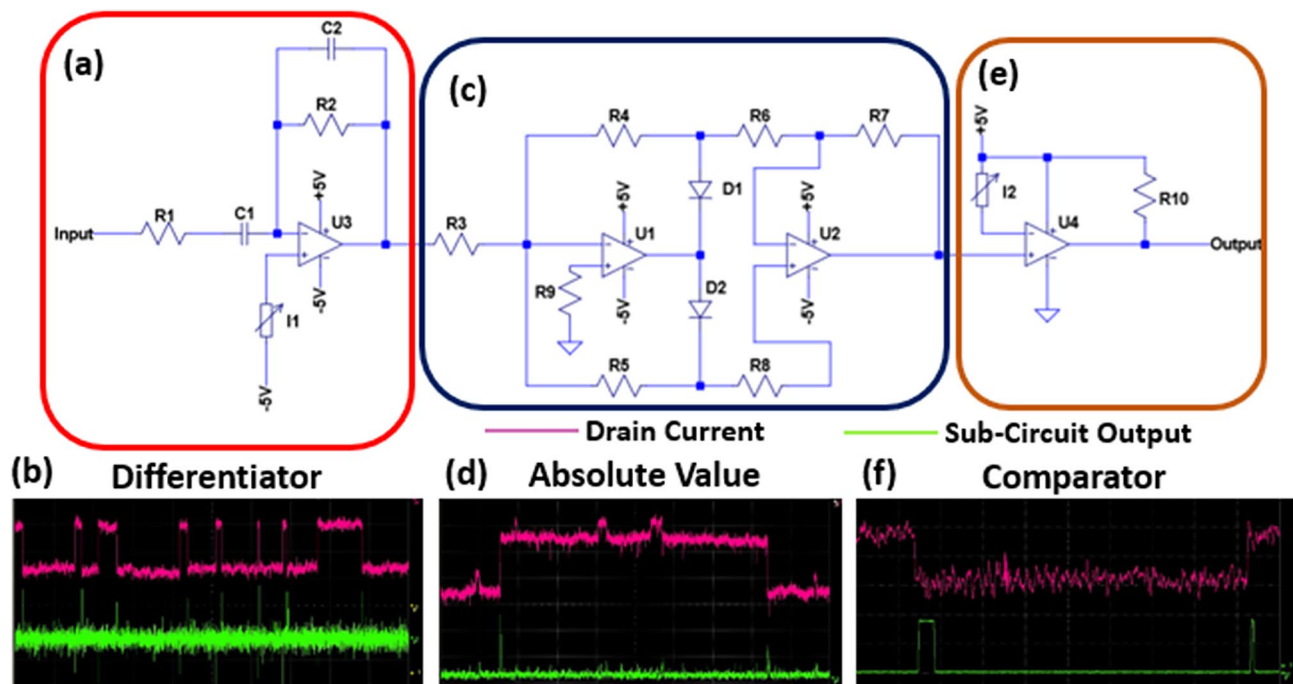 (a)
C2
R2
+5V
U3
Input
R1
C1
I1
-5V
-5V
(c)
R4
R6
R7
D1
+5V
+5V
R3
U1
U2
R9
D2
-5V
-5V
R5
R8
(e)
+5V
I2
R10
U4
Output
Drain Current
Sub-Circuit Output
(b)
Differentiator
(d)
Absolute Value
(f)
Comparator